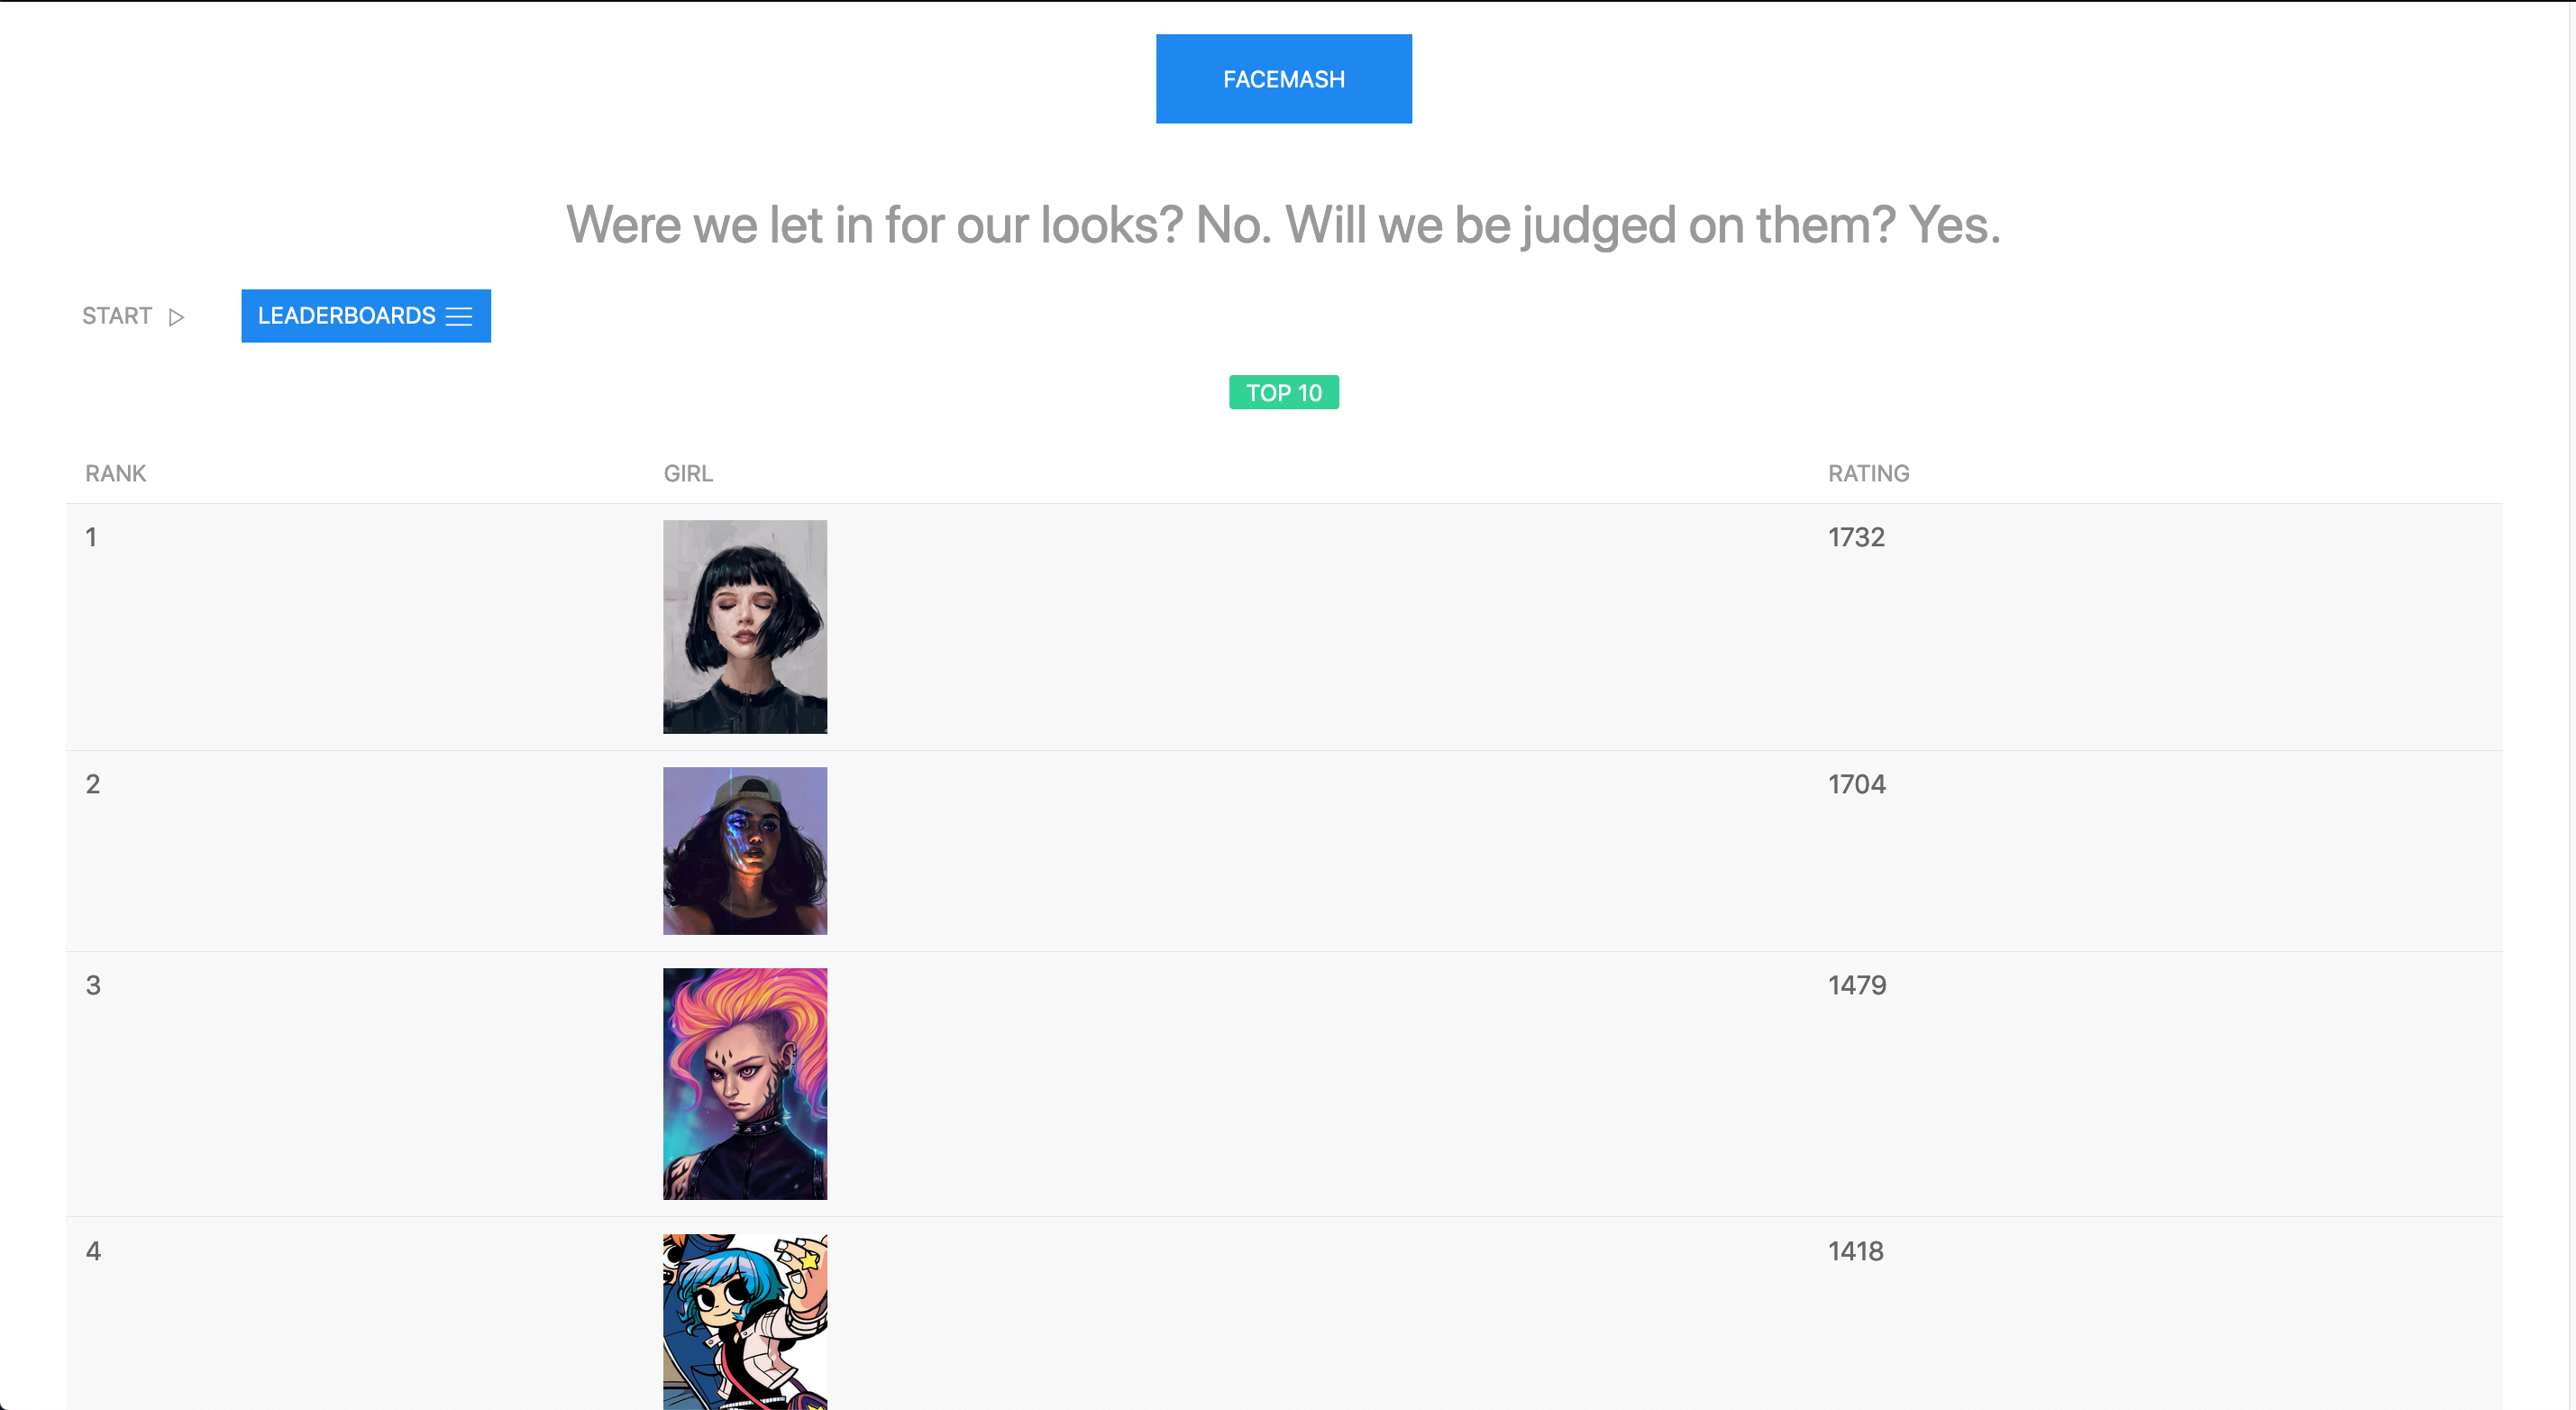 FACEMASH
Were we let in for our looks? No. Will we be judged on them? Yes.
START
LEADERBOARDS
TOP 10
RANK GIRL RATING
1 1732
2 1704
3 1479
4 1418